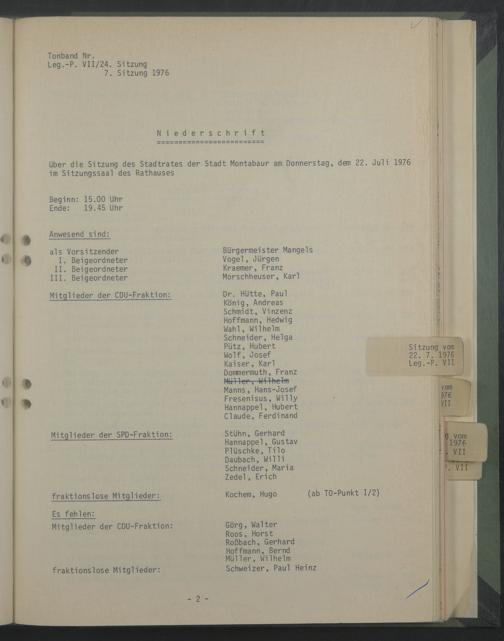 Tonband Nr.
Leg.-P. VII/24. Sitzung
7. Sitzung 1976
Niederschrift
über die Sitzung des Stadtrates der Stadt Montabaur am Donnerstag, dem 22. Juli 1976
im Sitzungssaal des Rathauses
Beginn: 15.00 Uhr
Ende: 19.45 Uhr
Anwesend sind:
als Vorsitzender Bürgermeister Mangels
I. Beigeordneter Vogel, Jürgen
II. Beigeordneter Kraemer, Franz
III. Beigeordneter Morschheuser, Karl
Mitglieder der CDU-Fraktion: Dr. Hütte, Paul
König, Andreas
Schmidt, Vinzenz
Hoffmann, Hedwig
Wahl, Wilhelm
Schneider, Helga
Pütz, Hubert
Wolf, Josef
Kaiser, Karl
Dommermuth, Franz
Müller, Wilhelm
Manns, Hans-Josef
Fresenius, Willy
Hannappel, Hubert
Claude, Ferdinand
Mitglieder der SPD-Fraktion: Stühn, Gerhard
Hannappel, Gustav
Plüschke, Tilo
Daubach, Willi
Schneider, Maria
Zedel, Erich
fraktionslose Mitglieder: Kochem, Hugo (ab TO-Punkt I/2)
Es fehlen:
Mitglieder der CDU-Fraktion: Görg, Walter
Roos, Horst
Roßbach, Gerhard
Hoffmann, Bernd
Müller, Wilhelm
fraktionslose Mitglieder: Schweizer, Paul Heinz
- 2 -
Sitzung vom
22. 7. 1976
Leg.-P. VII
vom
976
VII
vom
1976
. VII
. VII